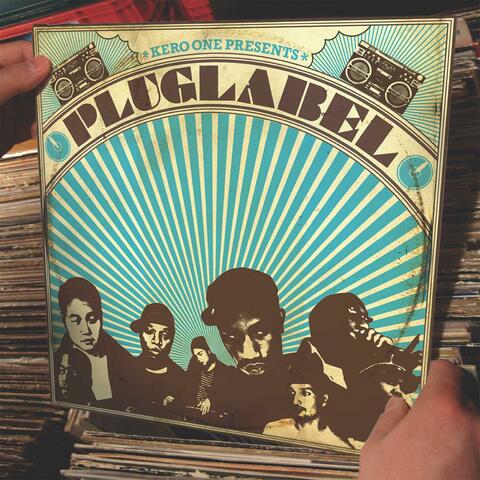 * KERO ONE PRESENTS *
PLUGLABEL